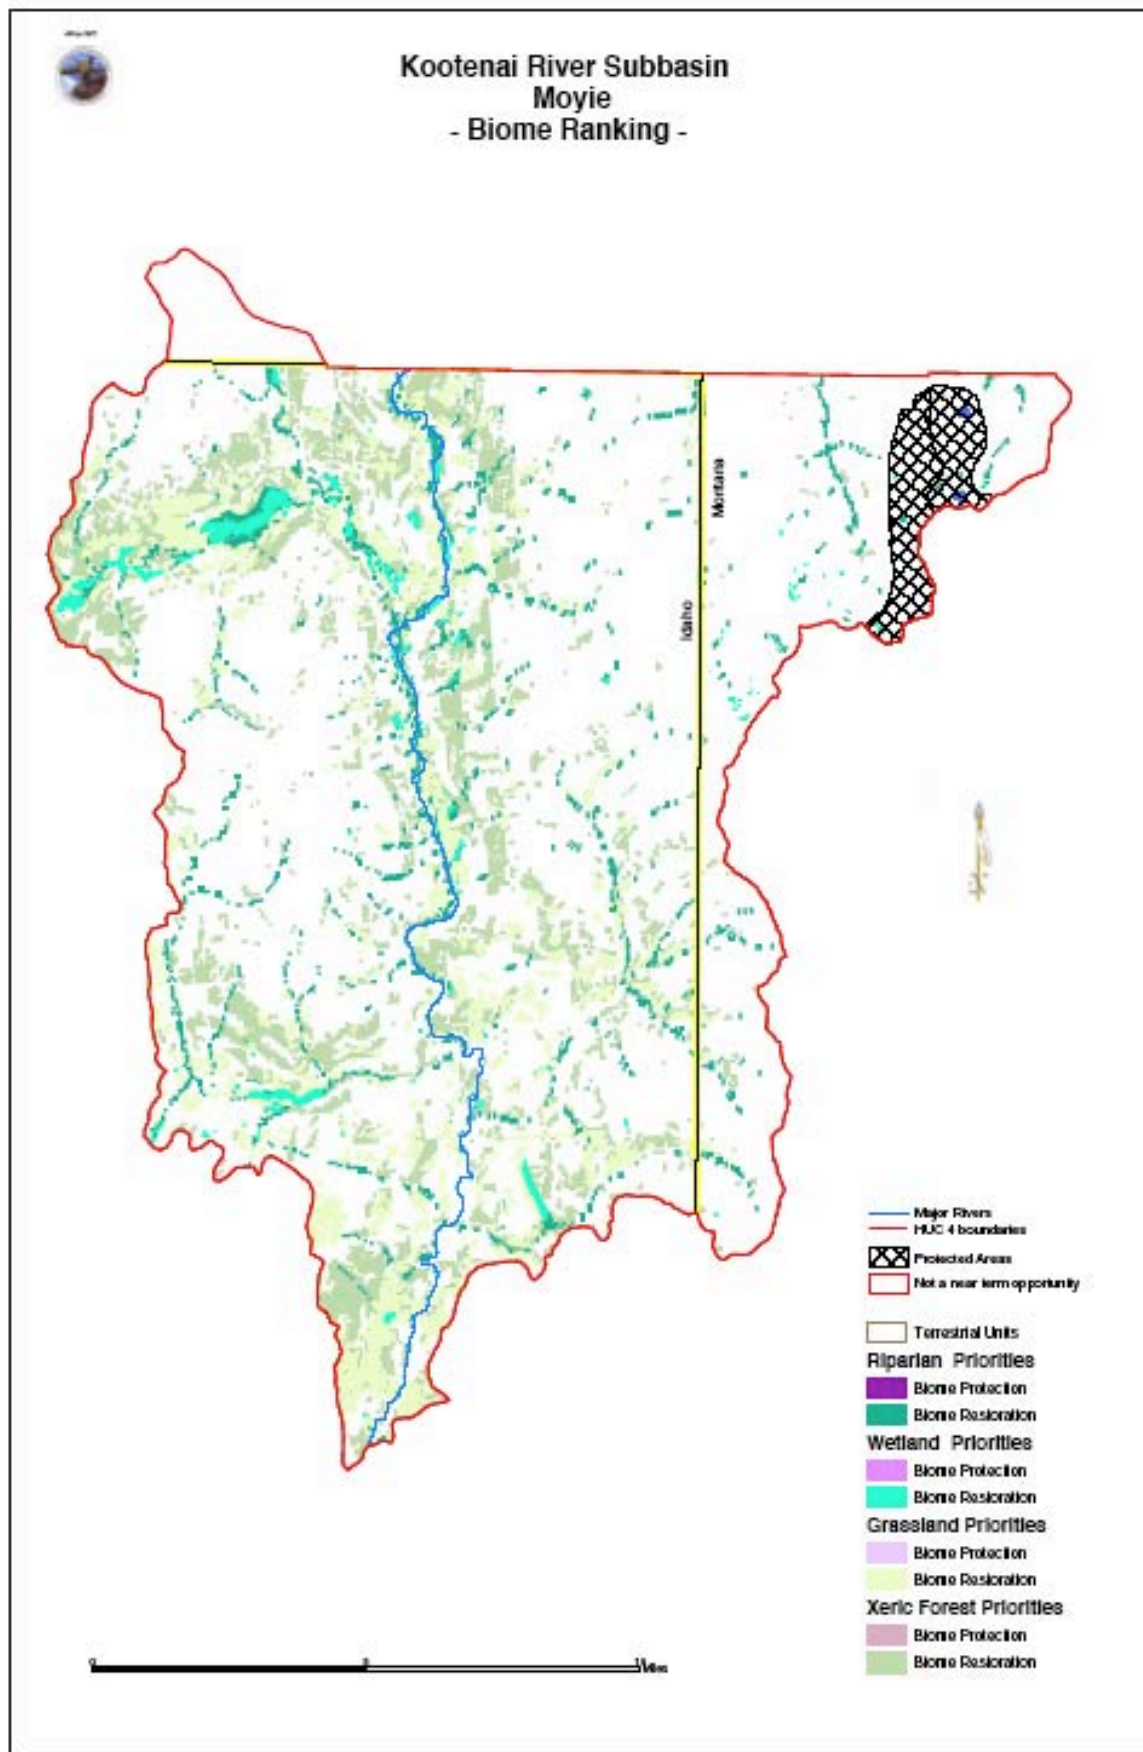 Kootenai River Subbasin
Moyie
- Biome Ranking -
Montana
Idaho
Major Rivers
HUC 4 boundaries
Protected Areas
Not a near term opportunity
Terrestrial Units
Riparian Priorities
Biome Protection
Biome Restoration
Wetland Priorities
Biome Protection
Biome Restoration
Grassland Priorities
Biome Protection
Biome Restoration
Xeric Forest Priorities
Biome Protection
Biome Restoration
Miles